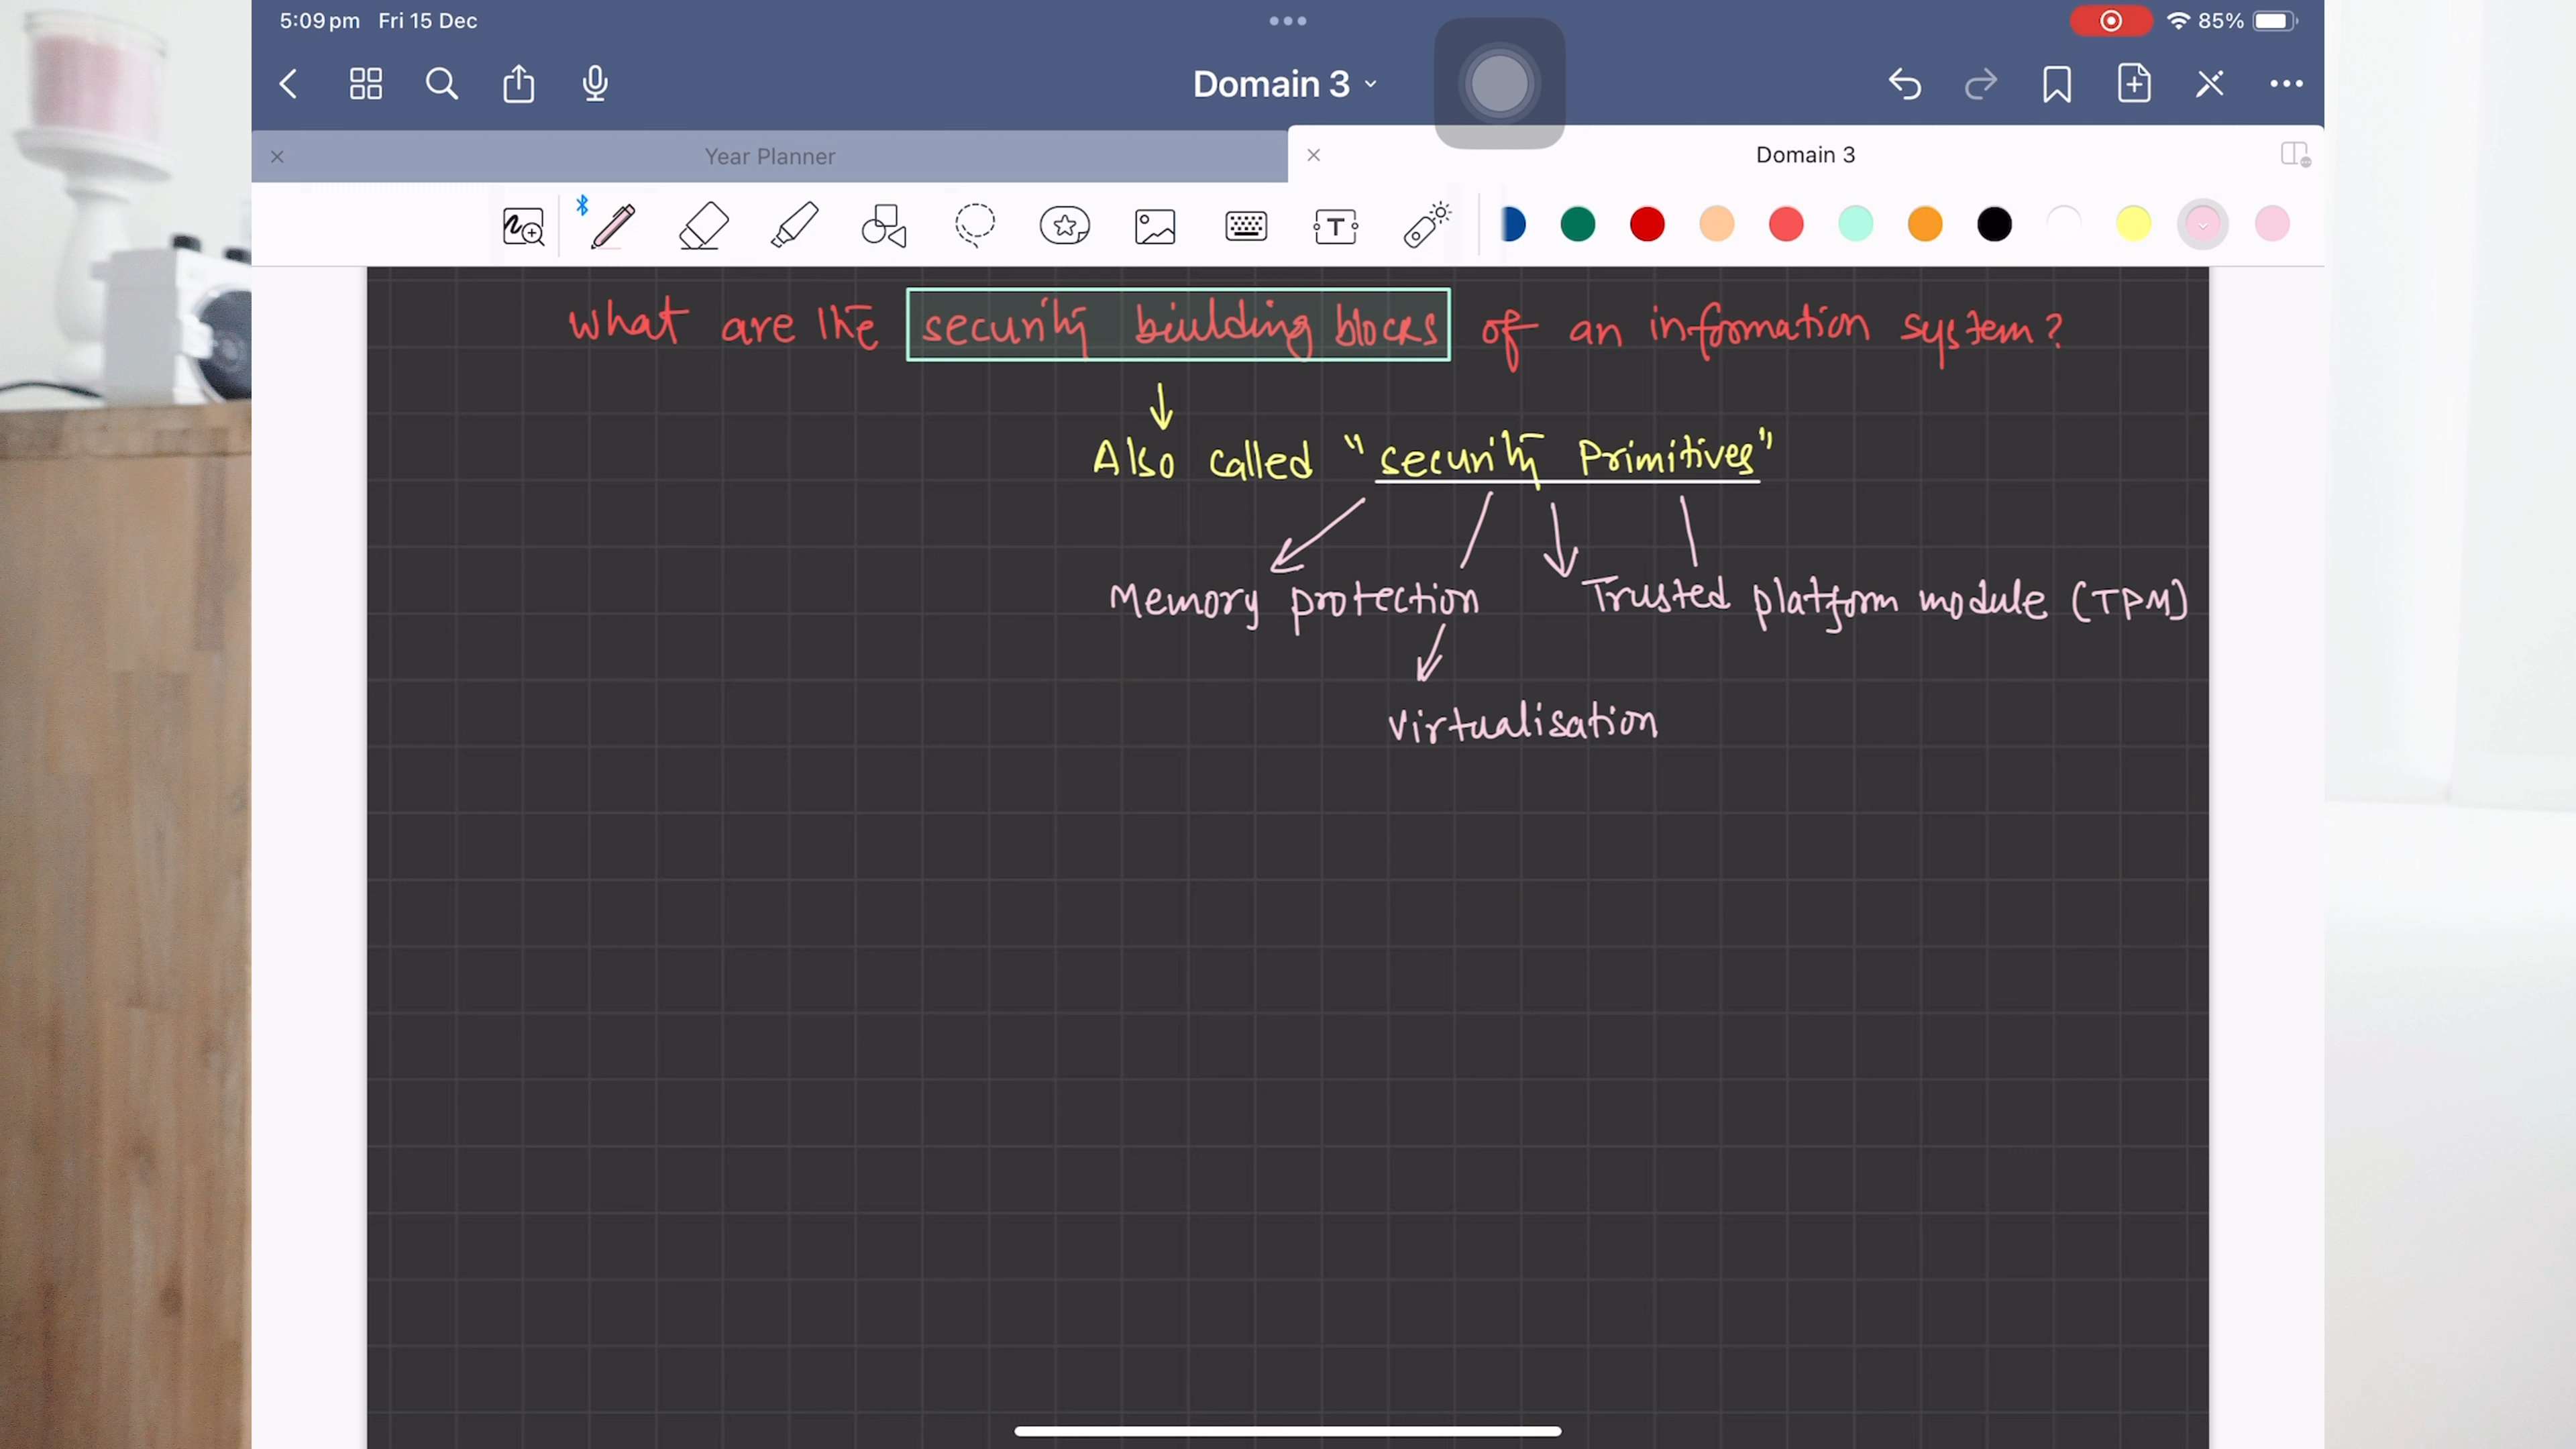 5:09 pm Fri 15 Dec
85%
Domain 3
Year Planner
Domain 3
T
what are the security building blocks of an information system?
Also called "security Primitives"
Memory protection
Trusted platform module (TPM)
virtualisation